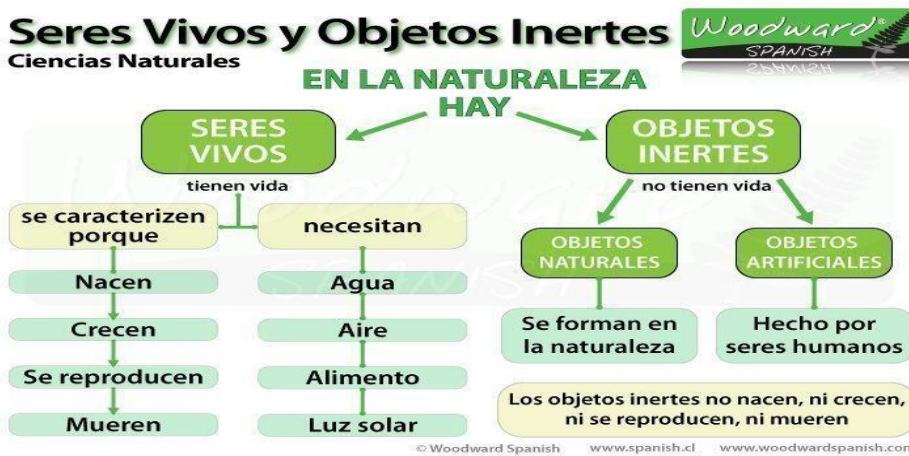 Seres Vivos y Objetos Inertes
Woodward®
SPANISH
Ciencias Naturales
EN LA NATURALEZA
HAY
SERES
VIVOS
tienen vida
se caracterizen
porque
Nacen
Crecen
Se reproducen
Mueren
necesitan
Agua
Aire
Alimento
Luz solar
OBJETOS
INERTES
no tienen vida
OBJETOS
NATURALES
Se forman en
la naturaleza
OBJETOS
ARTIFICIALES
Hecho por
seres humanos
Los objetos inertes no nacen, ni crecen,
ni se reproducen, ni mueren
© Woodward Spanish www.spanish.cl www.woodwardspanish.com